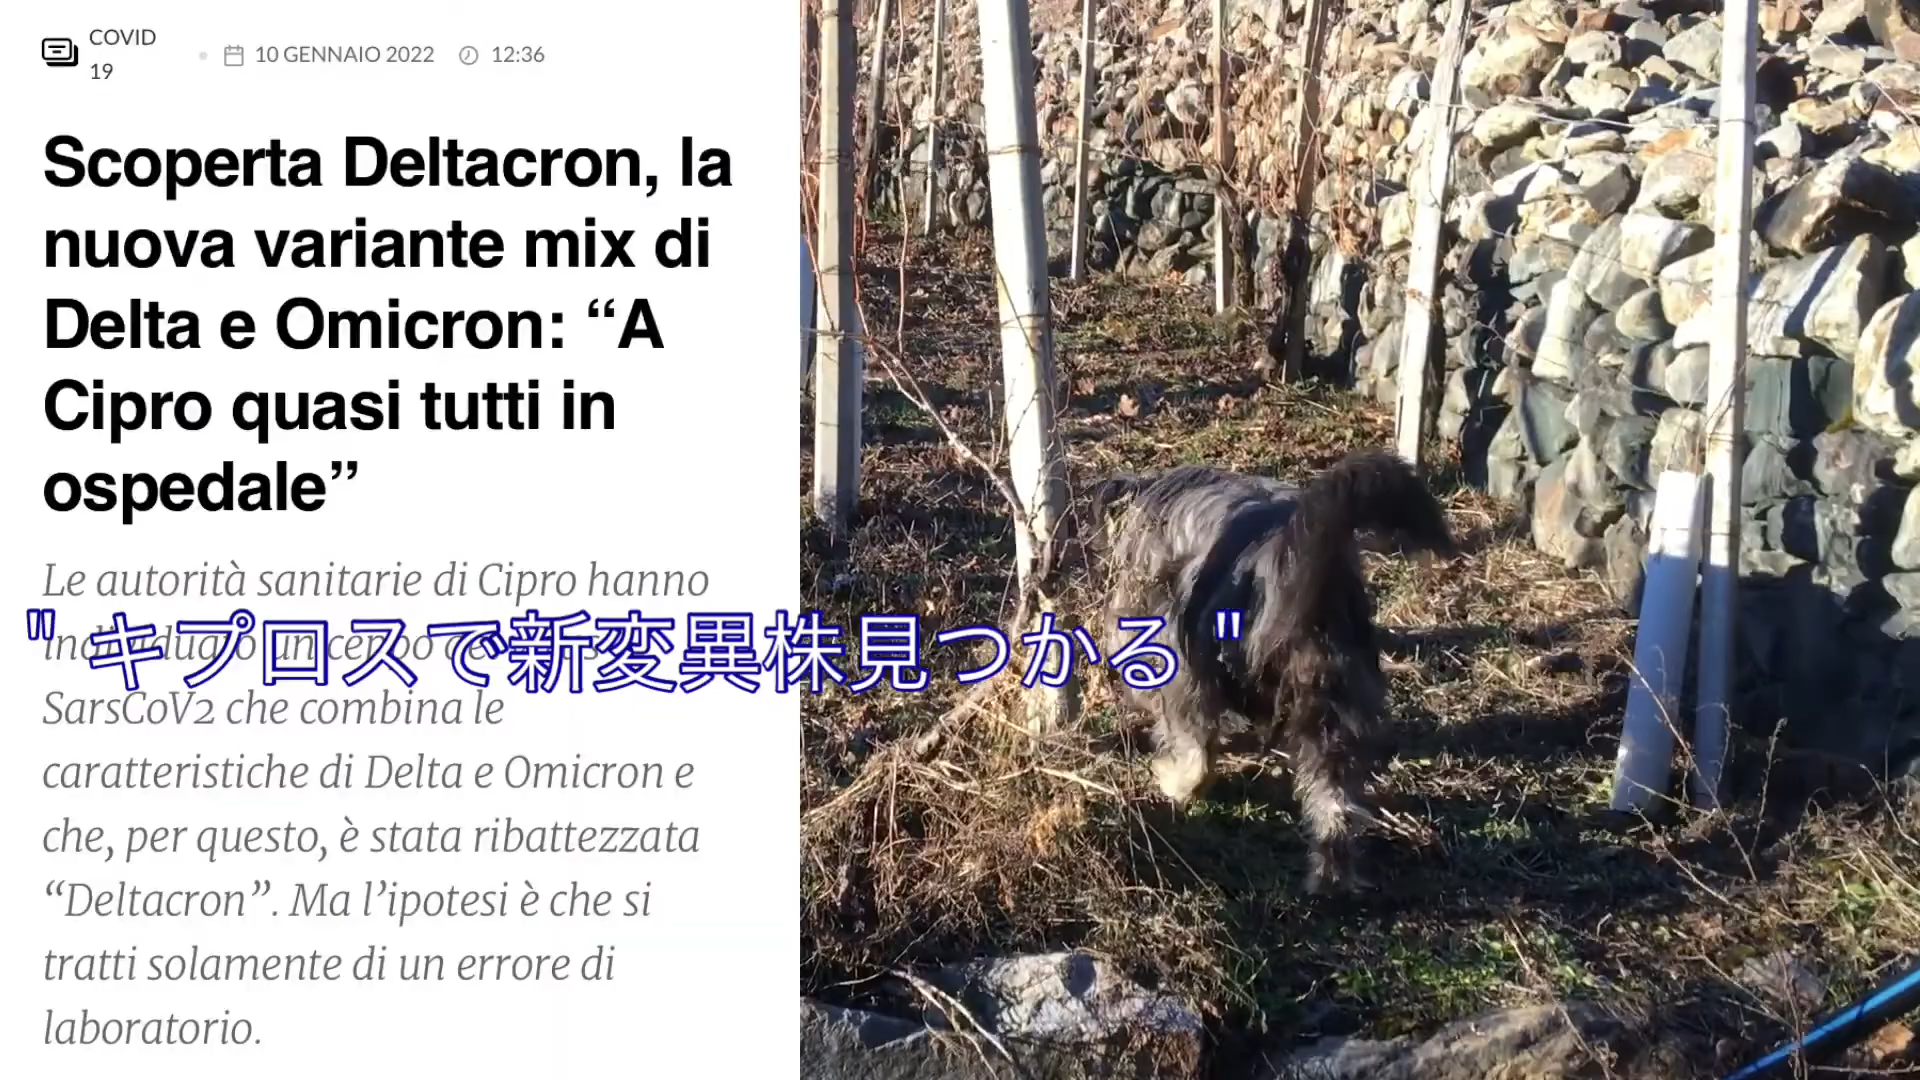 COVID
19
10 GENNAIO 2022
12:36
Scoperta Deltacron, la
nuova variante mix di
Delta e Omicron: “A
Cipro quasi tutti in
ospedale”
Le autorità sanitarie di Cipro hanno
" キプロスで新変異株見つかる "
SarsCoV2 che combina le
caratteristiche di Delta e Omicron e
che, per questo, è stata ribattezzata
“Deltacron”. Ma l’ipotesi è che si
tratti solamente di un errore di
laboratorio.